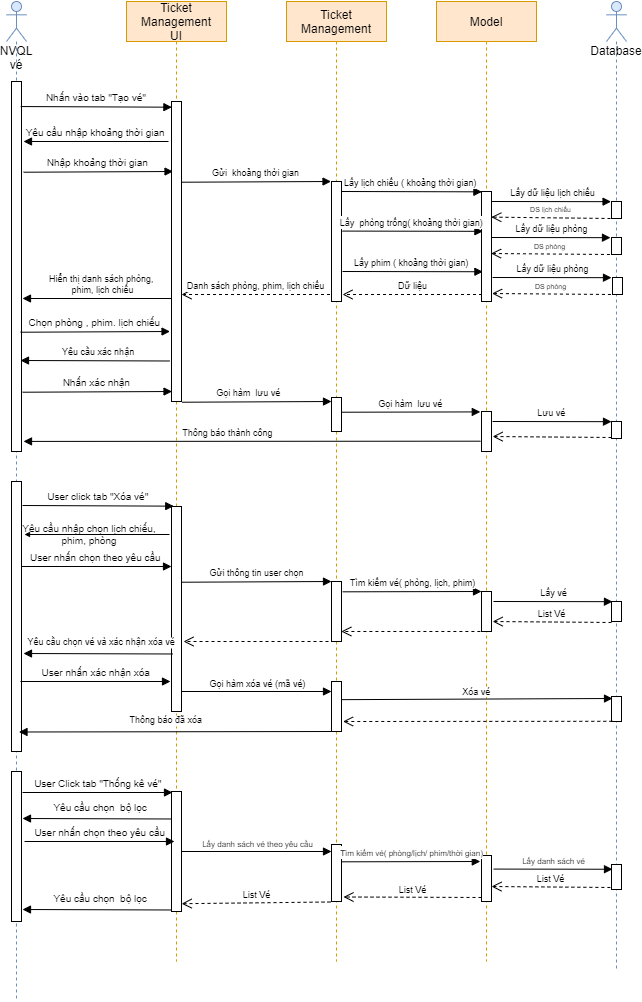 Ticket
Management
UI
Ticket
Management
Model
NVQL
vé
Database
Nhấn vào tab "Tạo vé"
Yêu cầu nhập khoảng thời gian
Nhập khoảng thời gian
Gửi khoảng thời gian
Lấy lịch chiếu ( khoảng thời gian)
Lấy dữ liệu lịch chiếu
DS lịch chiếu
Lấy phòng trống( khoảng thời gian)
Lấy dữ liệu phòng
DS phòng
Lấy phim ( khoảng thời gian)
Lấy dữ liệu phòng
DS phòng
Hiển thị danh sách phòng,
phim, lịch chiếu
Danh sách phòng, phim, lịch chiếu
Dữ liệu
Chọn phòng , phim. lịch chiếu
Yêu cầu xác nhận
Nhấn xác nhận
Gọi hàm lưu vé
Gọi hàm lưu vé
Lưu vé
Thông báo thành công
User click tab "Xóa vé"
Yêu cầu nhập chọn lịch chiếu,
phim, phòng
User nhấn chọn theo yêu cầu
Gửi thông tin user chọn
Tìm kiếm vé( phòng, lịch, phim)
Lấy vé
List Vé
Yêu cầu chọn vé và xác nhận xóa vé
User nhấn xác nhận xóa
Gọi hàm xóa vé (mã vé)
Xóa vé
Thông báo đã xóa
User Click tab "Thống kê vé"
Yêu cầu chọn bộ lọc
User nhấn chọn theo yêu cầu
Lấy danh sách vé theo yêu cầu
Tìm kiếm vé( phòng/lịch/ phim/thời gian)
Lấy danh sách vé
List Vé
List Vé
List Vé
Yêu cầu chọn bộ lọc